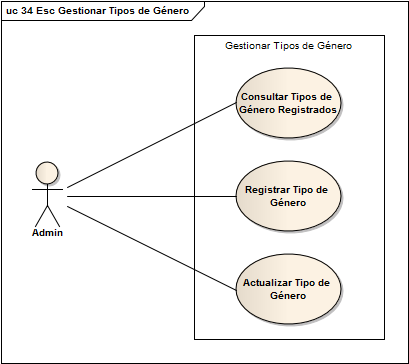 uc 34 Esc Gestionar Tipos de Género
Gestionar Tipos de Género
Consultar Tipos de
Género Registrados
Registrar Tipo de
Género
Admin
Actualizar Tipo de
Género